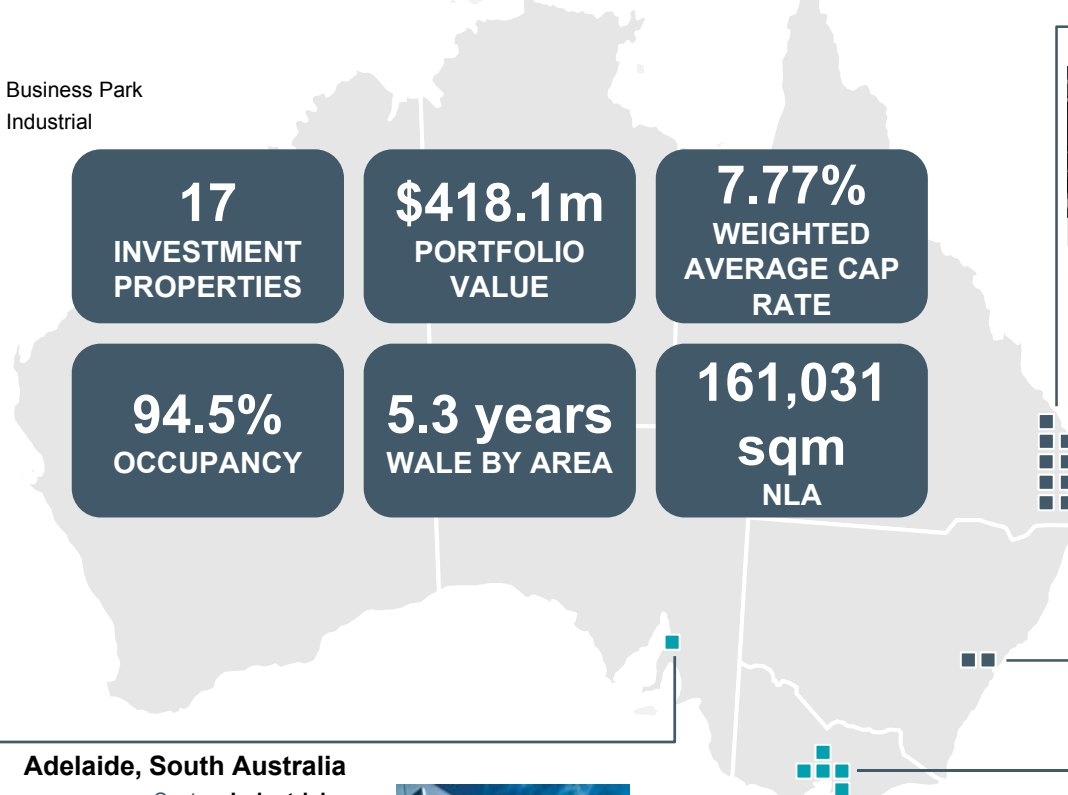 Business Park
Industrial
17
INVESTMENT
PROPERTIES
$418.1m
PORTFOLIO
VALUE
7.77%
WEIGHTED
AVERAGE CAP
RATE
94.5%
OCCUPANCY
5.3 years
WALE BY AREA
161,031
sqm
NLA
Adelaide, South Australia